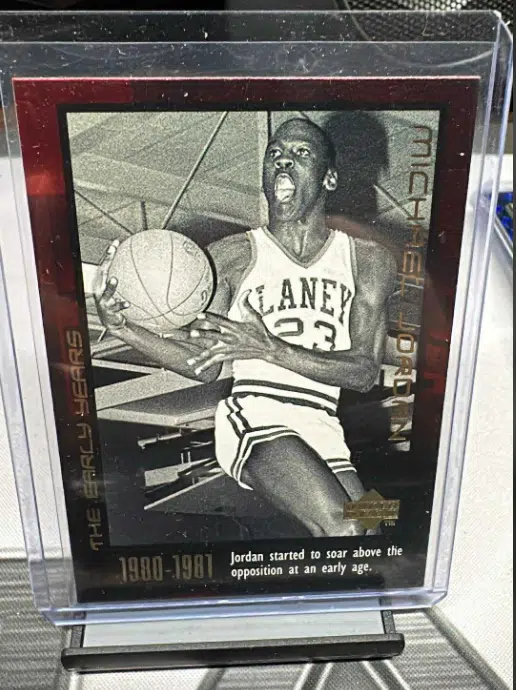 MICHAEL JORDAN
LANEY
23
THE EARLY YEARS
1980-1981
Jordan started to soar above the
opposition at an early age.